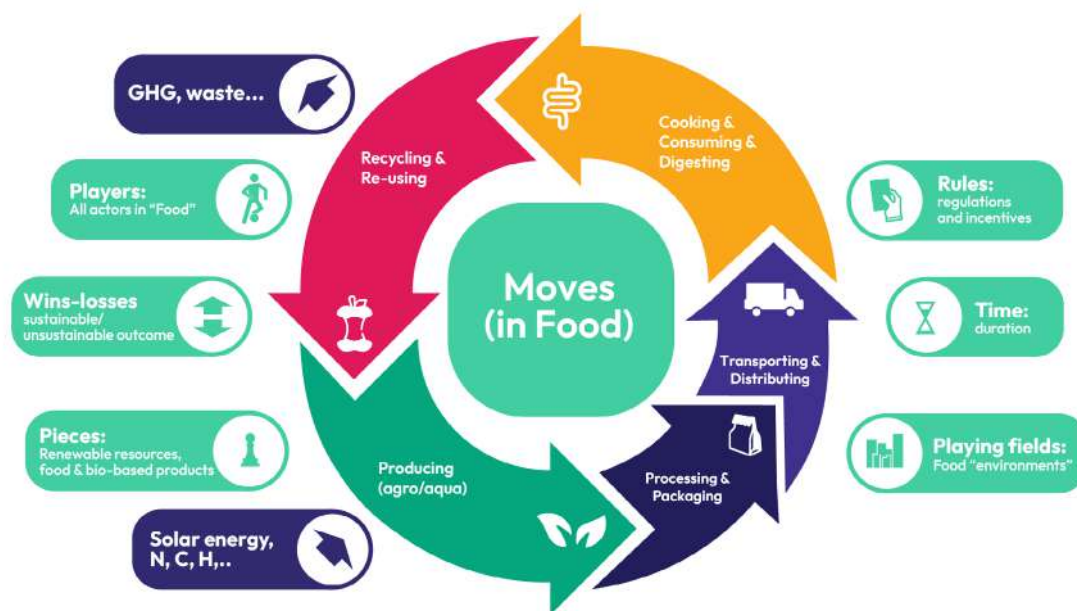 GHG, waste...
Players:
All actors in “Food”
Wins-losses
sustainable/
unsustainable outcome
Pieces:
Renewable resources,
food & bio-based products
Solar energy,
N, C, H,..
Recycling &
Re-using
Cooking &
Consuming &
Digesting
Moves
(in Food)
Transporting &
Distributing
Producing
(agro/aqua)
Processing &
Packaging
Rules:
regulations
and incentives
Time:
duration
Playing fields:
Food “environments”